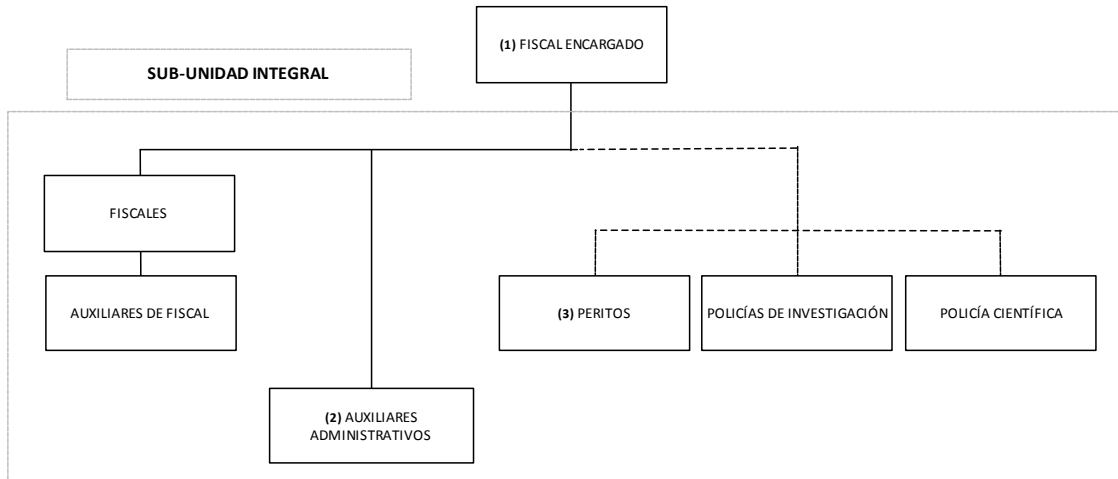 (1) FISCAL ENCARGADO
SUB-UNIDAD INTEGRAL
FISCALES
AUXILIARES DE FISCAL
(3) PERITOS
POLICÍAS DE INVESTIGACIÓN
POLICÍA CIENTÍFICA
(2) AUXILIARES
ADMINISTRATIVOS